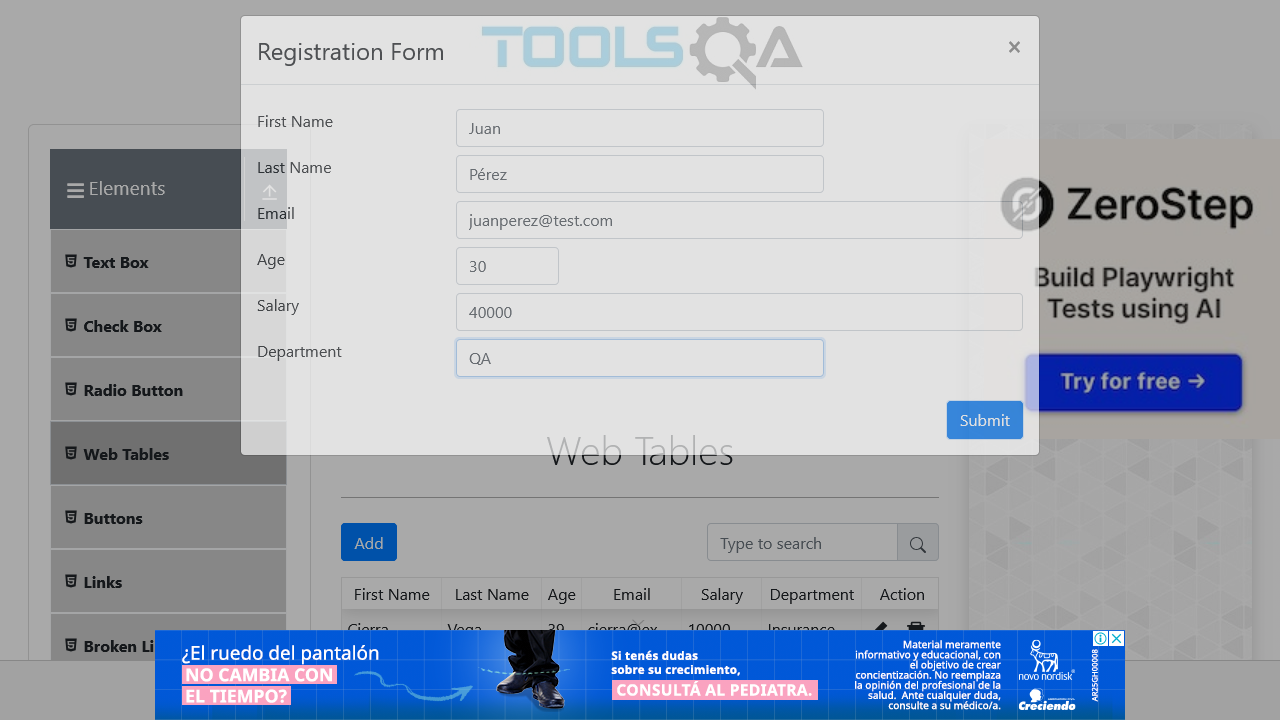 TOOLSQA
Registration Form
×
First Name
Juan
Last Name
Pérez
Email
juanperez@test.com
Age
30
Salary
40000
Department
QA
Submit
Elements
Text Box
Check Box
Radio Button
Web Tables
Buttons
Links
Broken Li
Web Tables
Add
Type to search
First Name Last Name Age Email Salary Department Action
Cierra Vega 39 cierra@ex 10000 Insurance
ZeroStep
Build Playwright
Tests using AI
Try for free →
¿El ruedo del pantalón
NO CAMBIA CON
EL TIEMPO?
Si tenés dudas
sobre su crecimiento,
CONSULTÁ AL PEDIATRA.
Material meramente
informativo y educacional, con
el objetivo de crear
concientización. No reemplaza
la opinión del profesional de la
salud. Ante cualquier duda,
consulte a su médico/a.
novo nordisk®
Creciendo
AR25GH00008